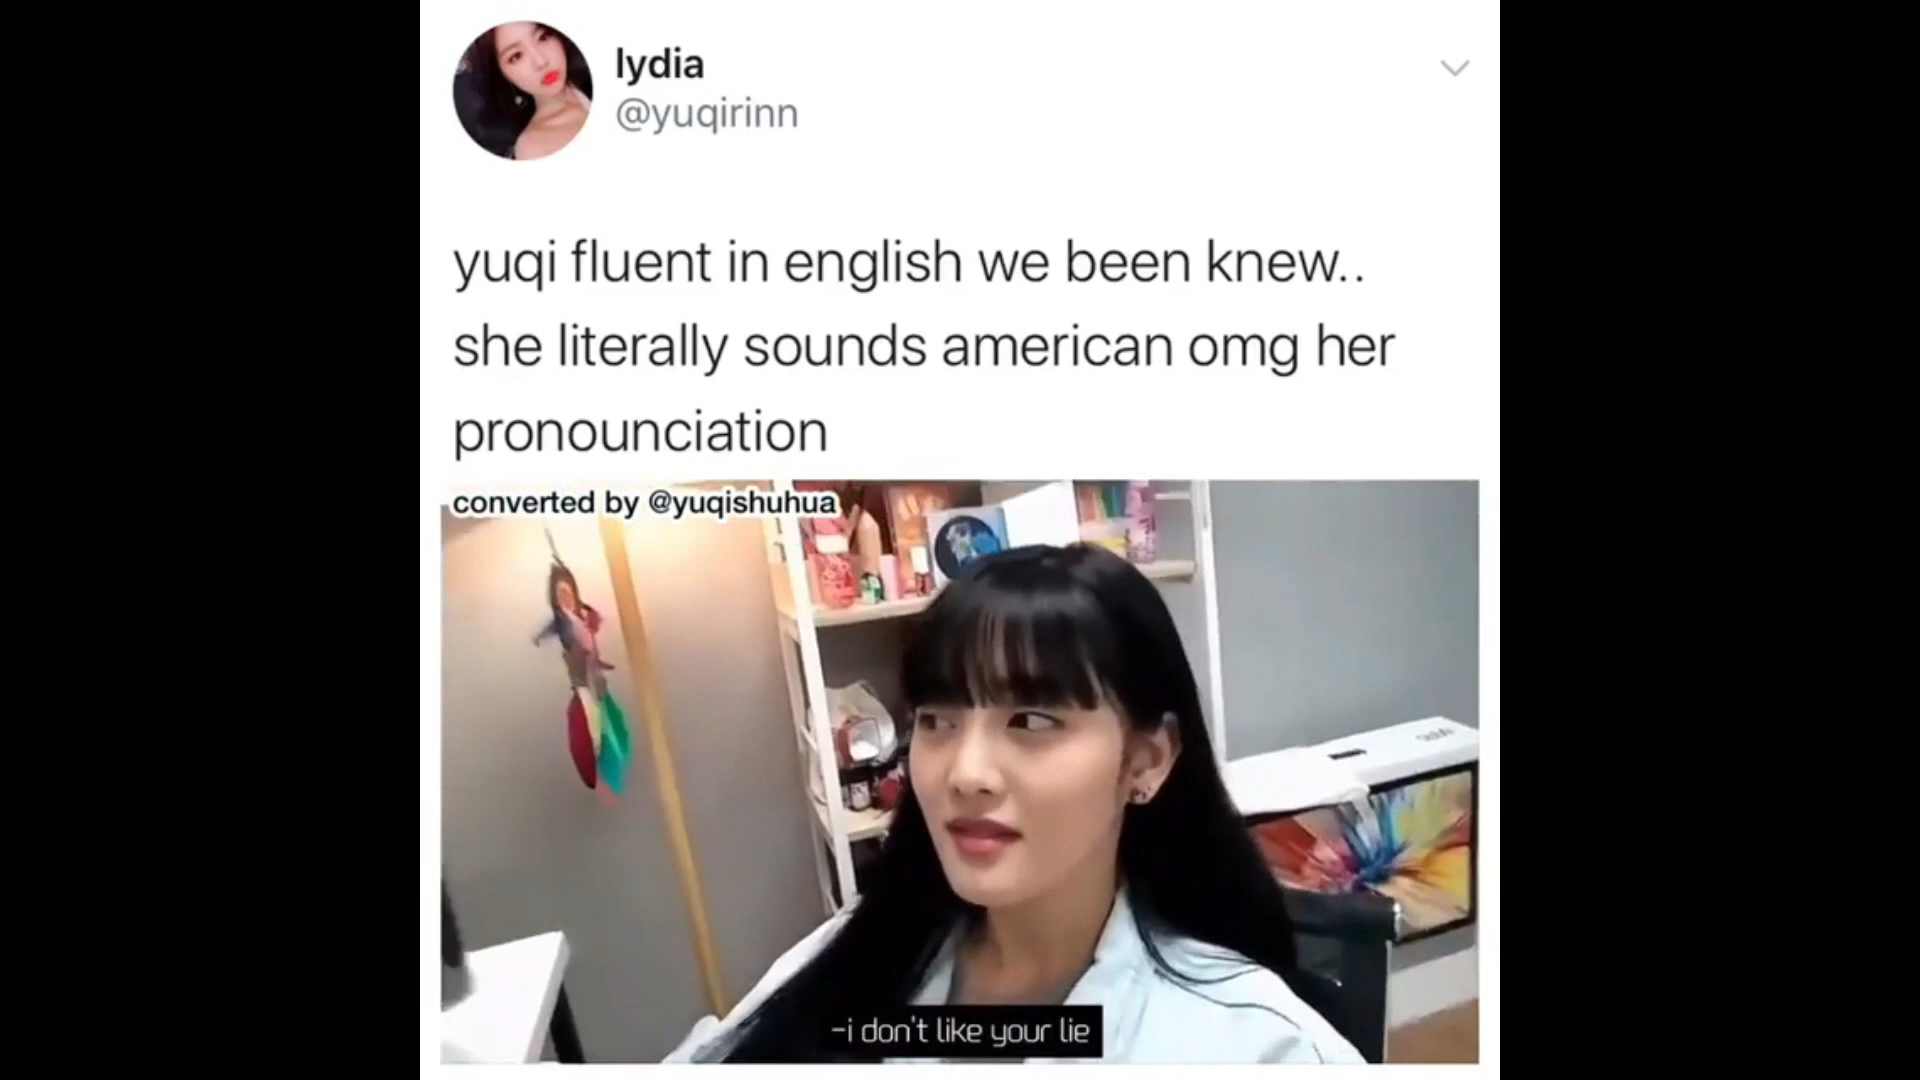 lydia
@yuqirinn
yuqi fluent in english we been knew..
she literally sounds american omg her
pronounciation
converted by @yuqishuhua
-i don't like your lie